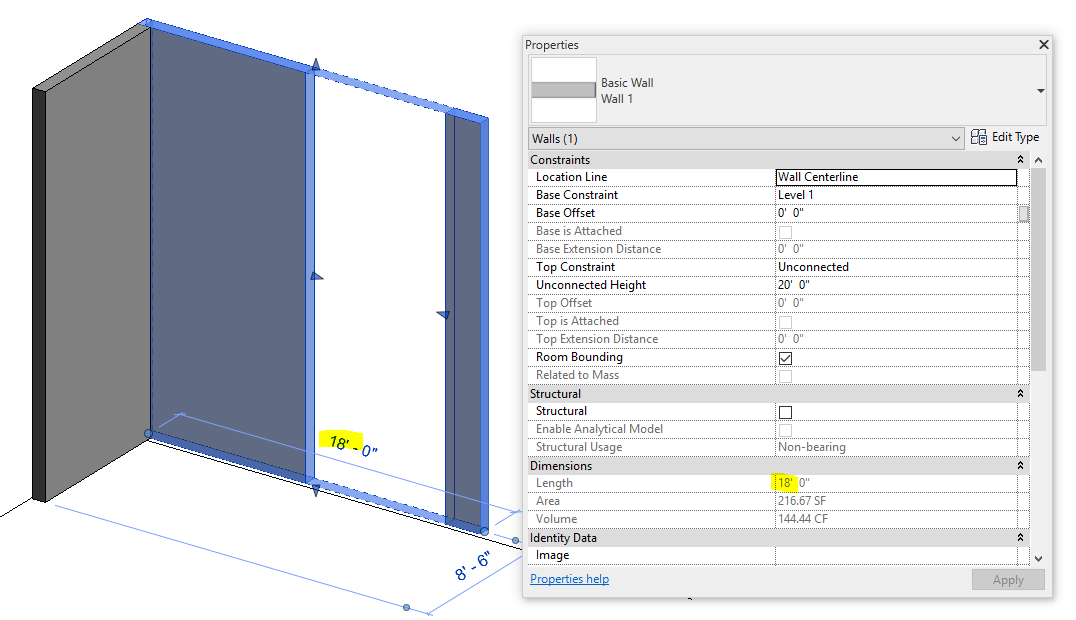 18' - 0"
8' - 6"
Properties
Basic Wall
Wall 1
Walls (1)
Edit Type
Constraints
Location Line Wall Centerline
Base Constraint Level 1
Base Offset 0' 0"
Base is Attached
Base Extension Distance 0' 0"
Top Constraint Unconnected
Unconnected Height 20' 0"
Top Offset 0' 0"
Top is Attached
Top Extension Distance 0' 0"
Room Bounding
Related to Mass
Structural
Structural
Enable Analytical Model
Structural Usage Non-bearing
Dimensions
Length 18' 0"
Area 216.67 SF
Volume 144.44 CF
Identity Data
Image
Properties help
Apply